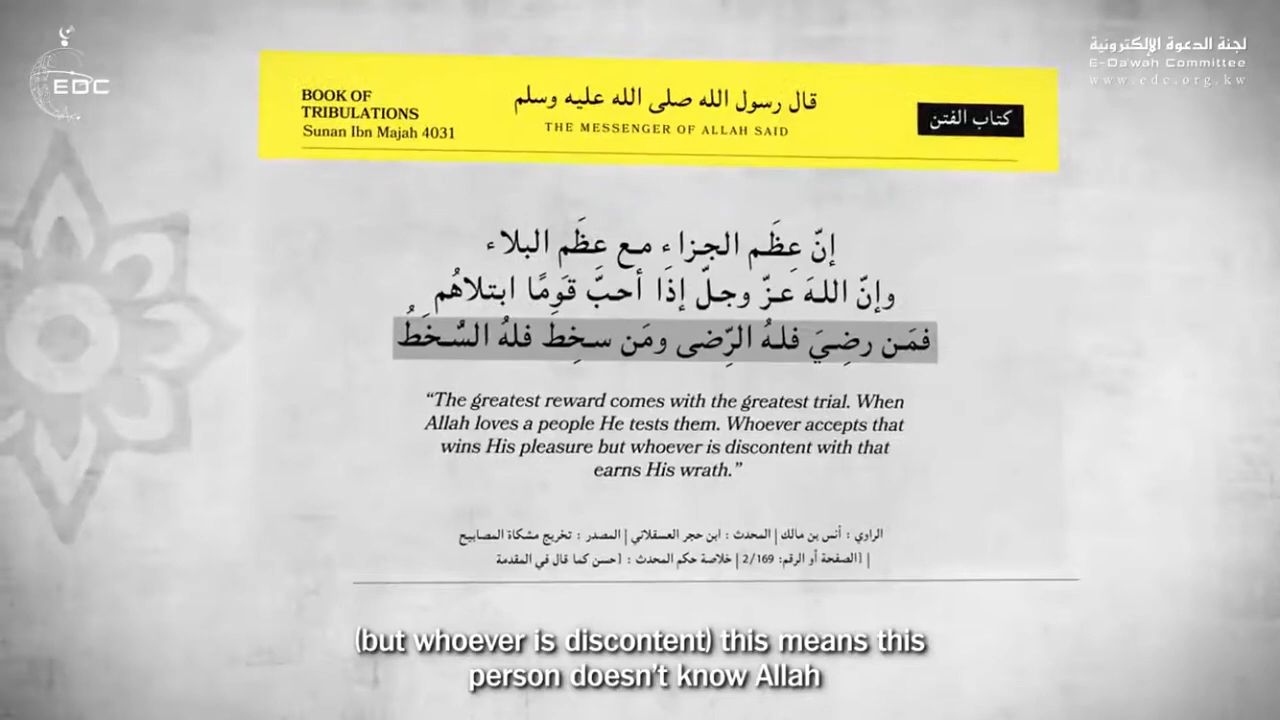 EDC
لجنة الدعوة الإلكترونية
E-Da'wah Committee
www.edc.org.kw
BOOK OF
TRIBULATIONS
Sunan Ibn Majah 4031
قال رسول الله صلى الله عليه وسلم
THE MESSENGER OF ALLAH SAID
كتاب الفتن
إنّ عِظَم الجزاءِ مع عِظَم البلاء
وإنّ اللهَ عزّ وجلّ إذَا أحبَّ قَومًا ابتلاهُم
فمَن رضِيَ فلهُ الرِّضى ومَن سخِطَ فلهُ السُّخطُ
“The greatest reward comes with the greatest trial. When
Allah loves a people He tests them. Whoever accepts that
wins His pleasure but whoever is discontent with that
earns His wrath.”
الراوي : أنس بن مالك | المحدث : ابن حجر العسقلاني | المصدر : تخريج مشكاة المصابيح
| الصفحة أو الرقم: 2/169 | خلاصة حكم المحدث : [حسن كما قال في المقدمة
(but whoever is discontent) this means this
person doesn't know Allah